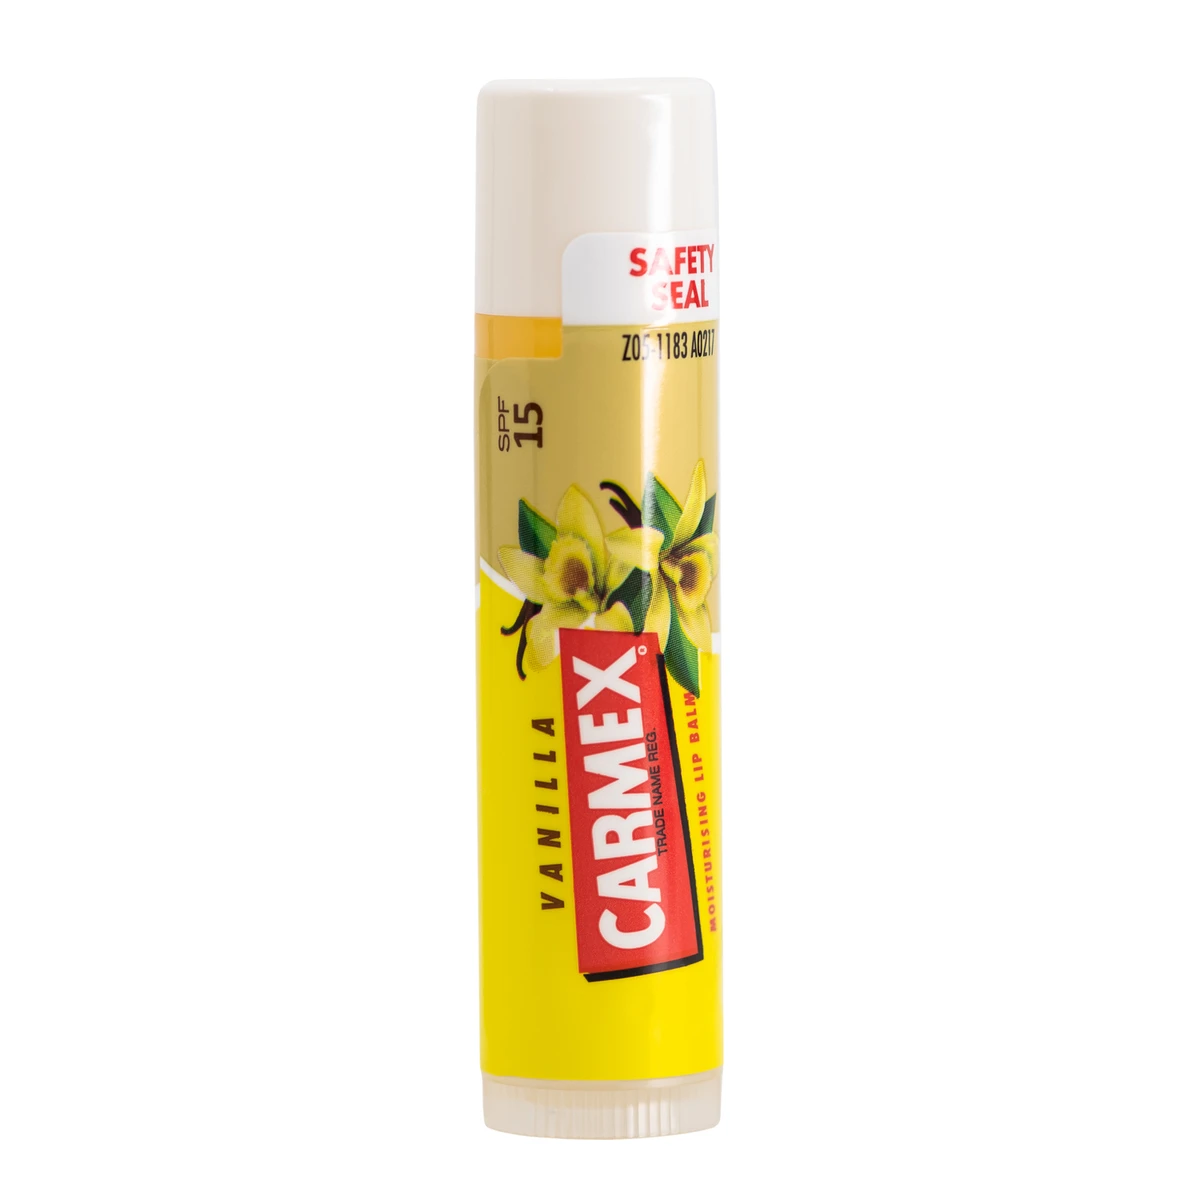 SAFETY
SEAL
Z05-1183 A0217
SPF
15
VANILLA
CARMEX
TRADE NAME REG.
MOISTURISING LIP BALM